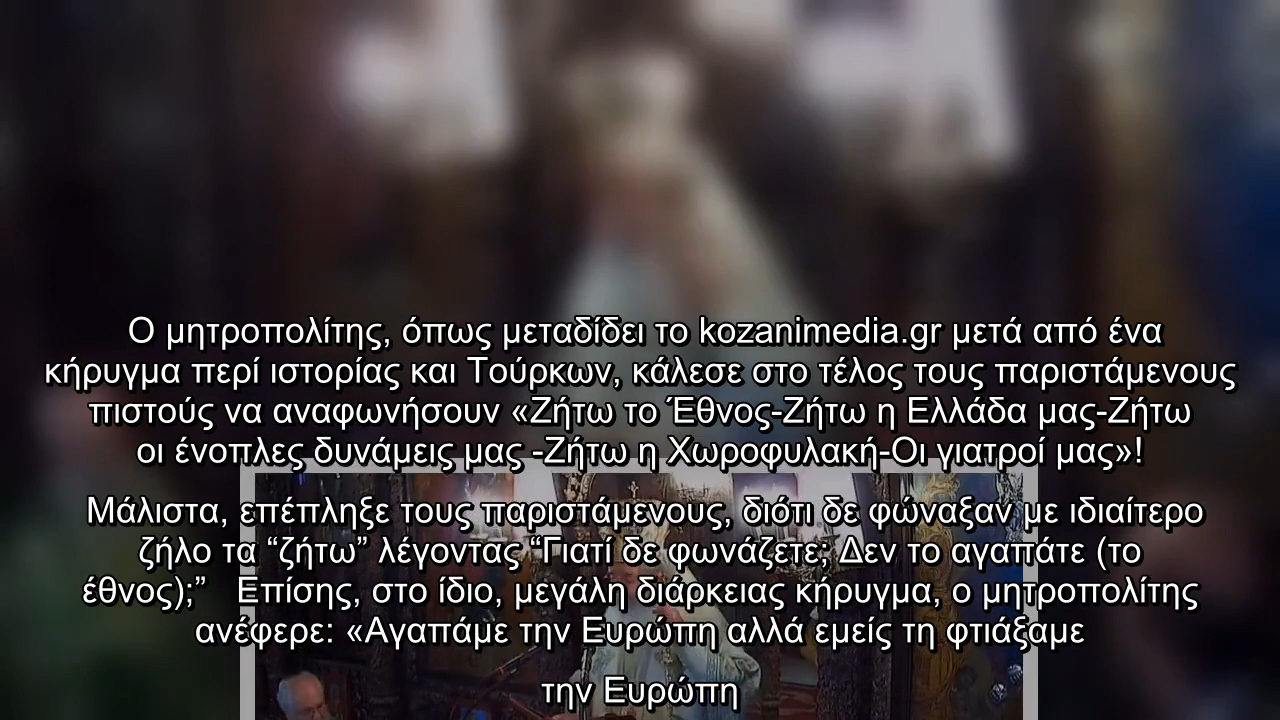 Ο μητροπολίτης, όπως μεταδίδει το kozanimedia.gr μετά από ένα
κήρυγμα περί ιστορίας και Τούρκων, κάλεσε στο τέλος τους παριστάμενους
πιστούς να αναφωνήσουν «Ζήτω το Έθνος-Ζήτω η Ελλάδα μας-Ζήτω
οι ένοπλες δυνάμεις μας -Ζήτω η Χωροφυλακή-Οι γιατροί μας»!
Μάλιστα, επέπληξε τους παριστάμενους, διότι δε φώναξαν με ιδιαίτερο
ζήλο τα “ζήτω” λέγοντας “Γιατί δε φωνάζετε; Δεν το αγαπάτε (το
έθνος);”   Επίσης, στο ίδιο, μεγάλη διάρκειας κήρυγμα, ο μητροπολίτης
ανέφερε: «Αγαπάμε την Ευρώπη αλλά εμείς τη φτιάξαμε
την Ευρώπη